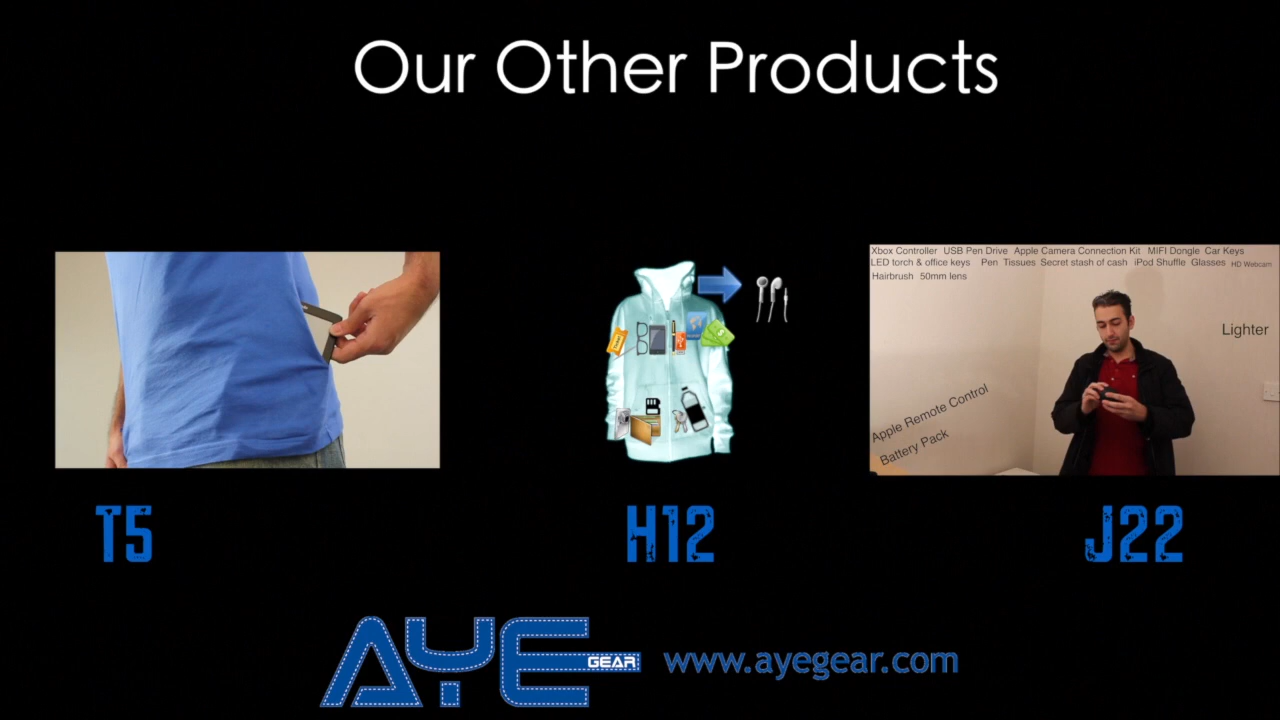 Our Other Products
Xbox Controller USB Pen Drive Apple Camera Connection Kit MIFI Dongle Car Keys
LED torch & office keys Pen Tissues Secret stash of cash iPod Shuffle Glasses HD Webcam
Hairbrush 50mm lens
Lighter
Apple Remote Control
Battery Pack
T5
H12
J22
AYE GEAR www.ayegear.com